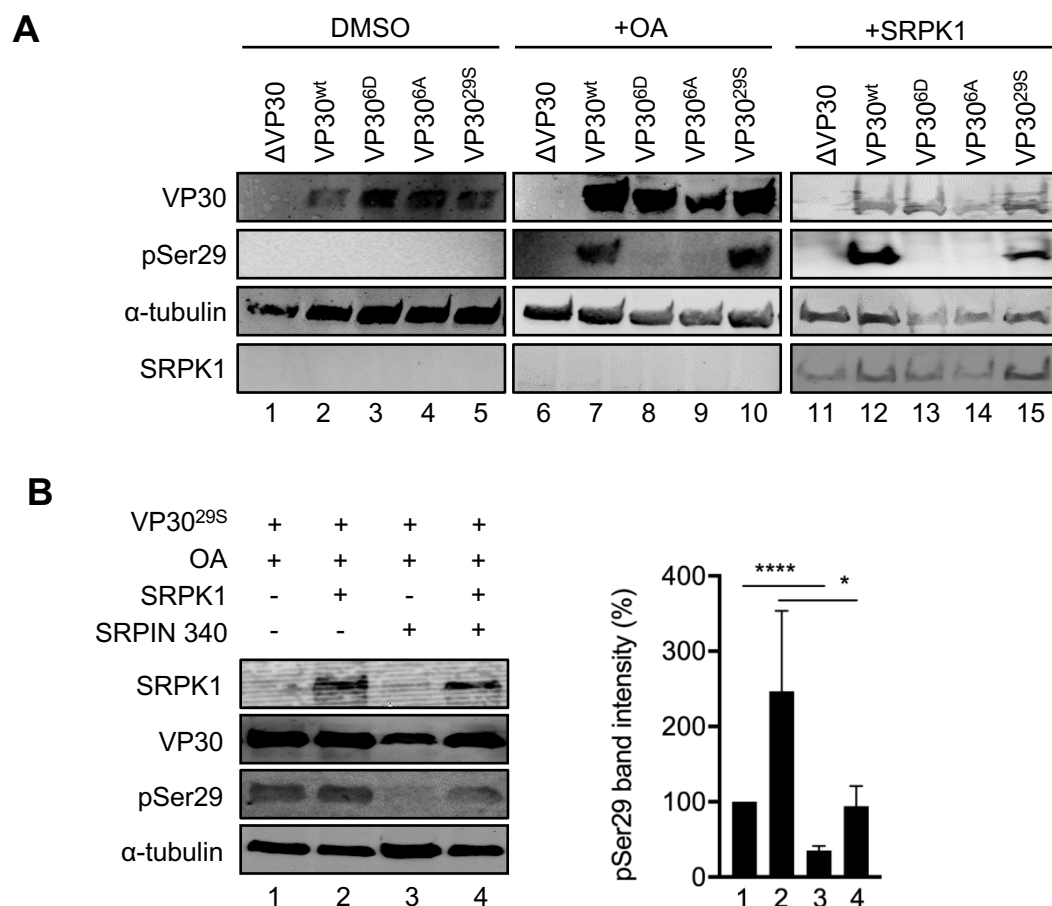 A
DMSO +OA +SRPK1
ΔVP30 VP30wt VP306D VP306A VP3029S ΔVP30 VP30wt VP306D VP306A VP3029S ΔVP30 VP30wt VP306D VP306A VP3029S
VP30
pSer29
α-tubulin
SRPK1
1 2 3 4 5 6 7 8 9 10 11 12 13 14 15
B
VP3029S + + + +
OA + + + +
SRPK1 - + - +
SRPIN 340 - - + +
SRPK1
VP30
pSer29
α-tubulin
1 2 3 4
pSer29 band intensity (%)
400
300
200
100
0
**** *
1 2 3 4